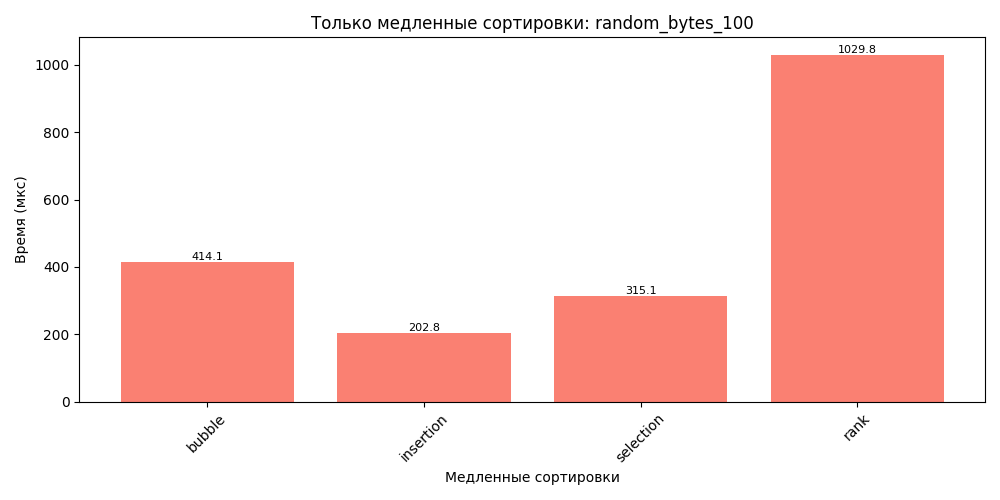 Только медленные сортировки: random_bytes_100
Время (мкс)
1000
800
600
400
200
0
414.1
202.8
315.1
1029.8
bubble
insertion
selection
rank
Медленные сортировки